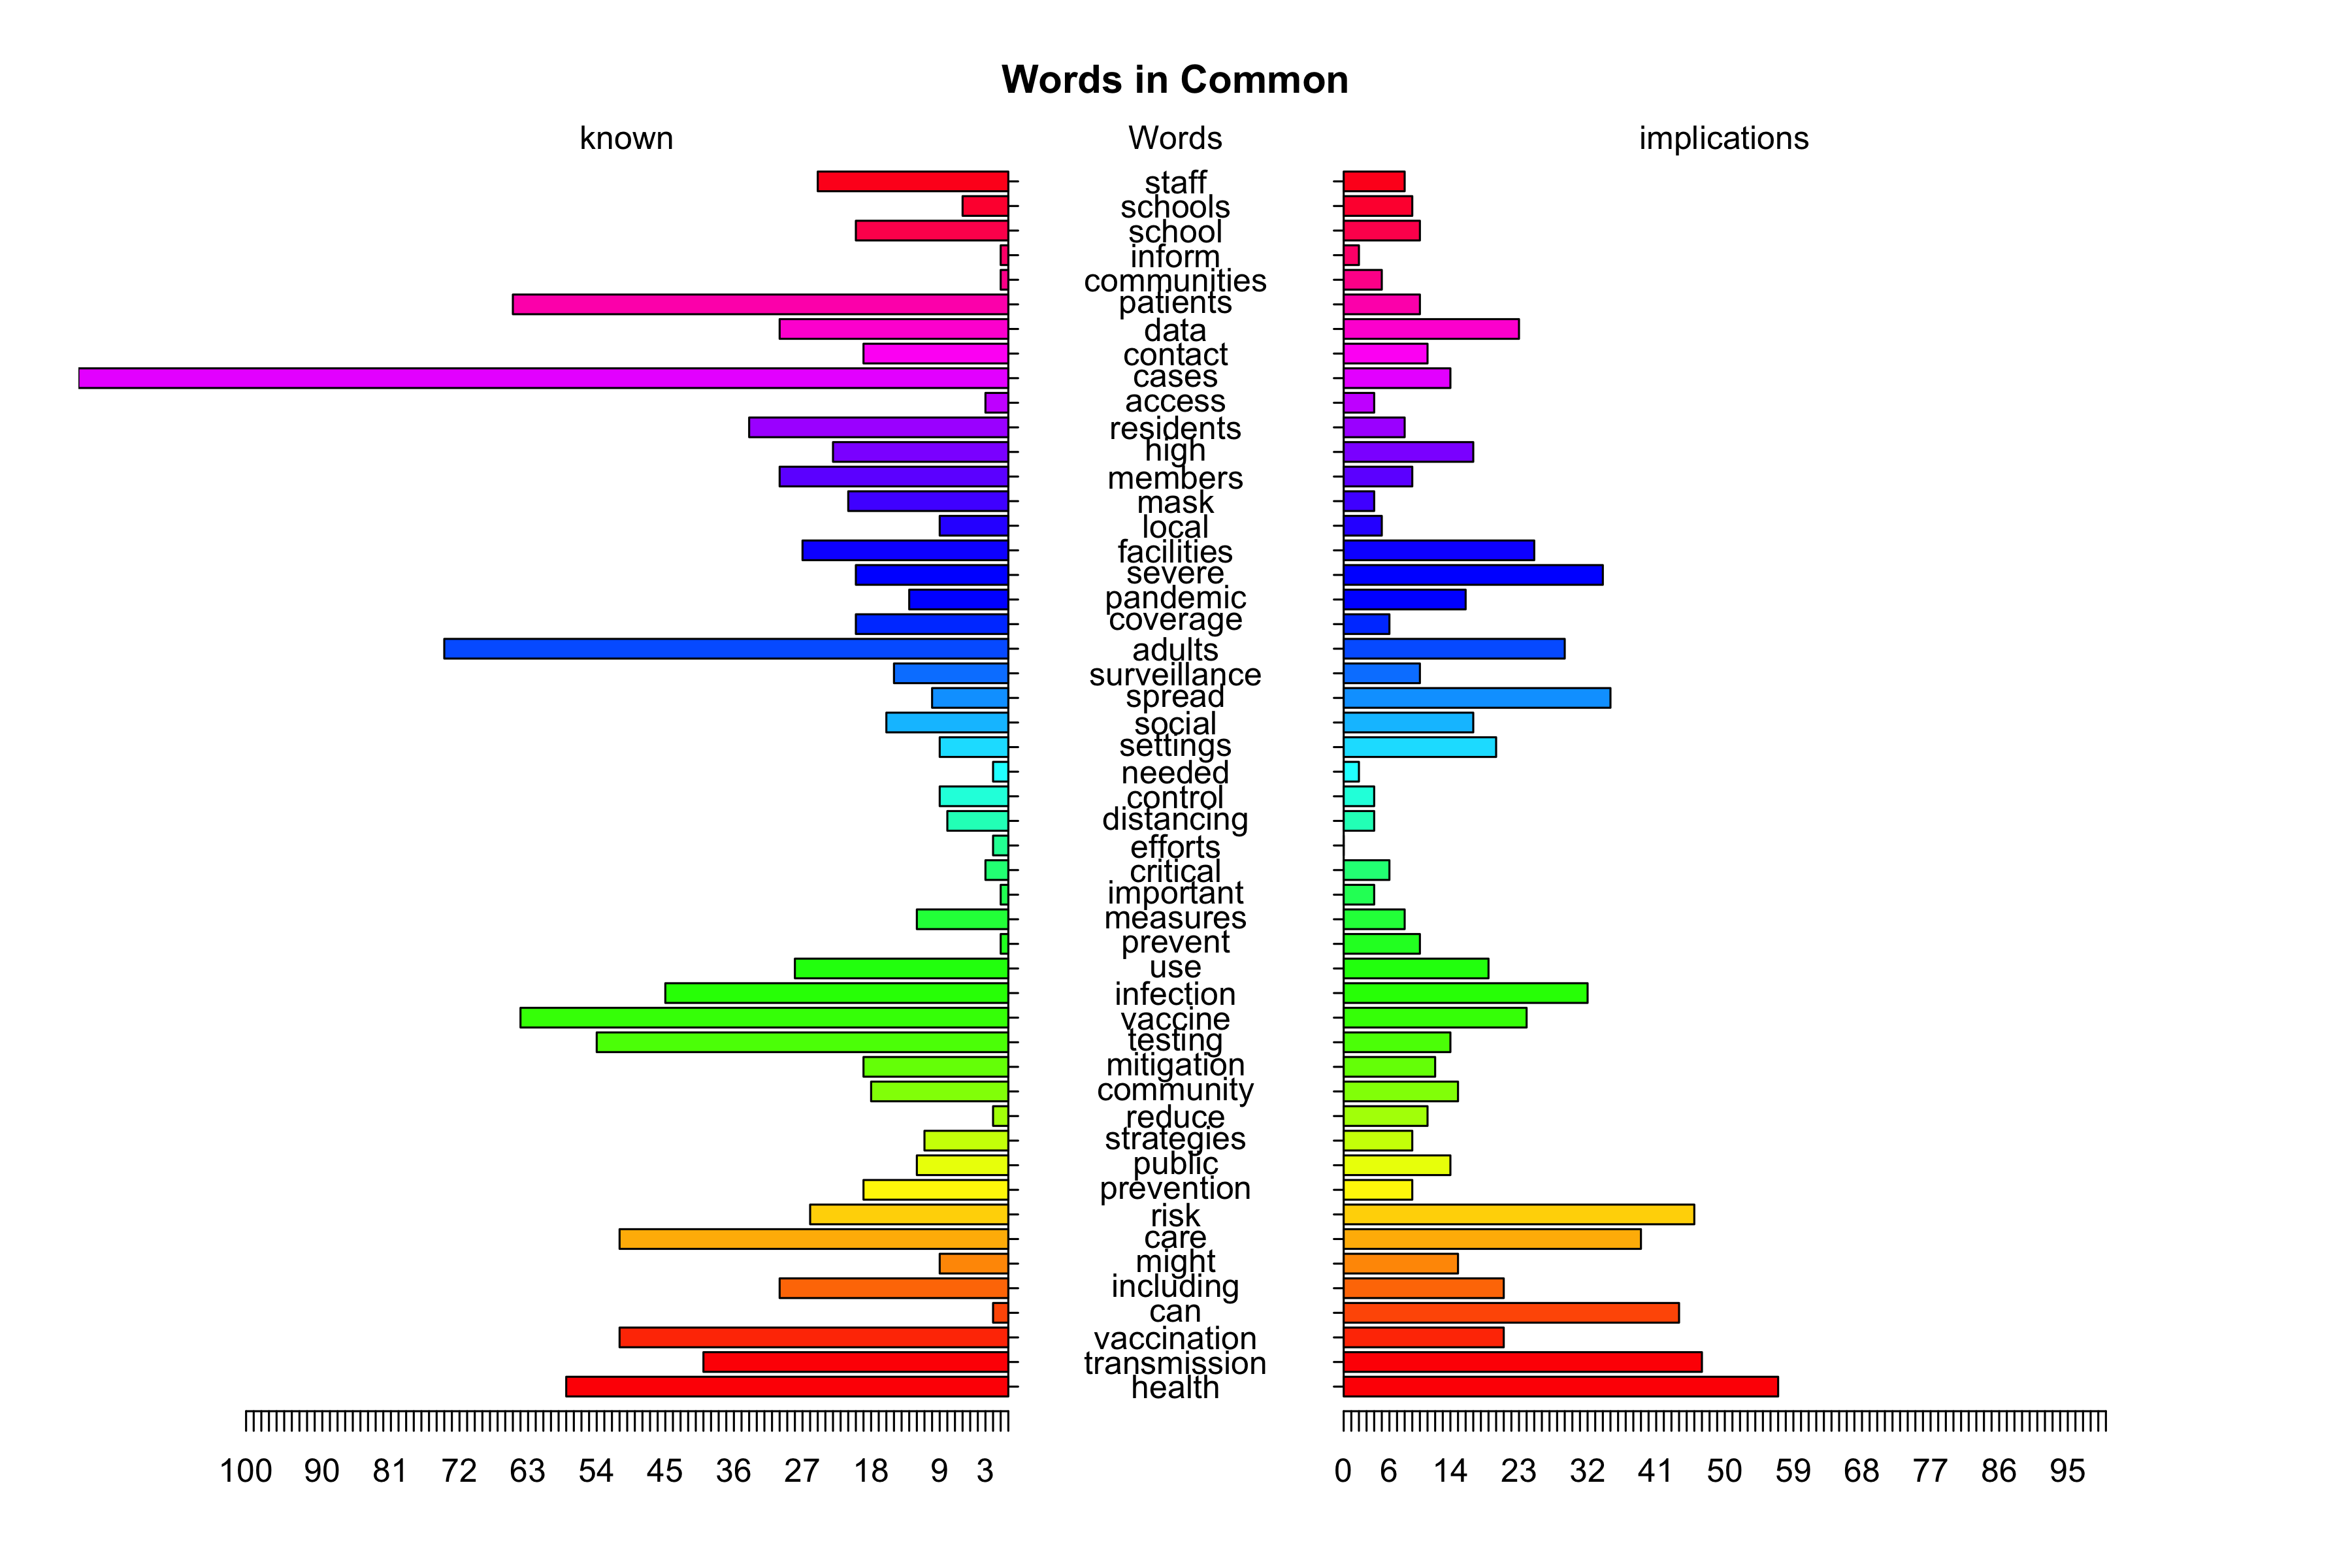 Words in Common
known Words implications
staff
schools
school
inform
communities
patients
data
contact
cases
access
residents
high
members
mask
local
facilities
severe
pandemic
coverage
adults
surveillance
spread
social
settings
needed
control
distancing
efforts
critical
important
measures
prevent
use
infection
vaccine
testing
mitigation
community
reduce
strategies
public
prevention
risk
care
might
including
can
vaccination
transmission
health
100 90 81 72 63 54 45 36 27 18 9 3 0 6 14 23 32 41 50 59 68 77 86 95